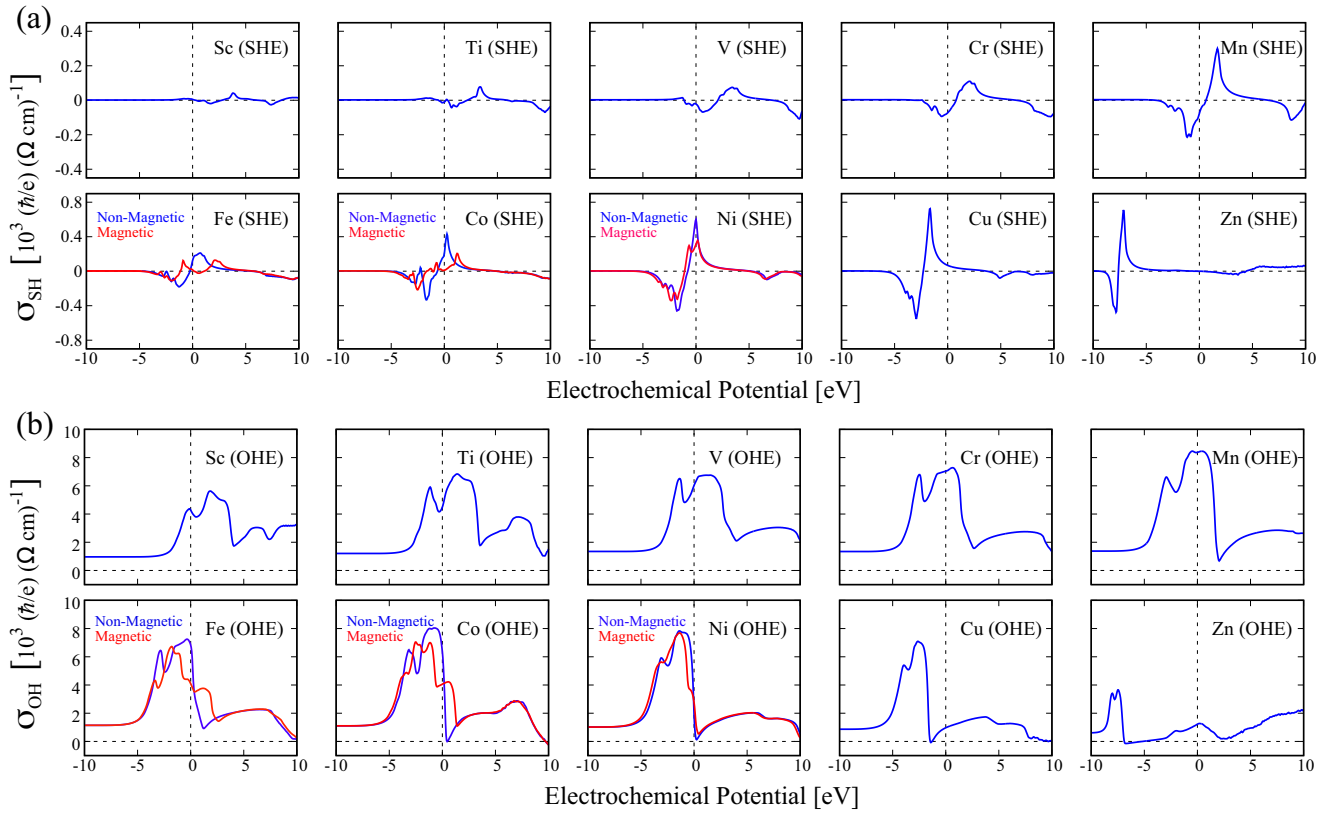 (a)
σSH [10³ (ℏ/e) (Ω cm)⁻¹]
0.4
0.2
0
-0.2
-0.4
Sc (SHE)
Ti (SHE)
V (SHE)
Cr (SHE)
Mn (SHE)
0.8
0.4
0
-0.4
-0.8
Non-Magnetic
Magnetic
Fe (SHE)
Non-Magnetic
Magnetic
Co (SHE)
Non-Magnetic
Magnetic
Ni (SHE)
Cu (SHE)
Zn (SHE)
-10 -5 0 5 10
-10 -5 0 5 10
-10 -5 0 5 10
-10 -5 0 5 10
-10 -5 0 5 10
Electrochemical Potential [eV]
(b)
σOH [10³ (ℏ/e) (Ω cm)⁻¹]
10
8
6
4
2
0
Sc (OHE)
Ti (OHE)
V (OHE)
Cr (OHE)
Mn (OHE)
10
8
6
4
2
0
Non-Magnetic
Magnetic
Fe (OHE)
Non-Magnetic
Magnetic
Co (OHE)
Non-Magnetic
Magnetic
Ni (OHE)
Cu (OHE)
Zn (OHE)
-10 -5 0 5 10
-10 -5 0 5 10
-10 -5 0 5 10
-10 -5 0 5 10
-10 -5 0 5 10
Electrochemical Potential [eV]